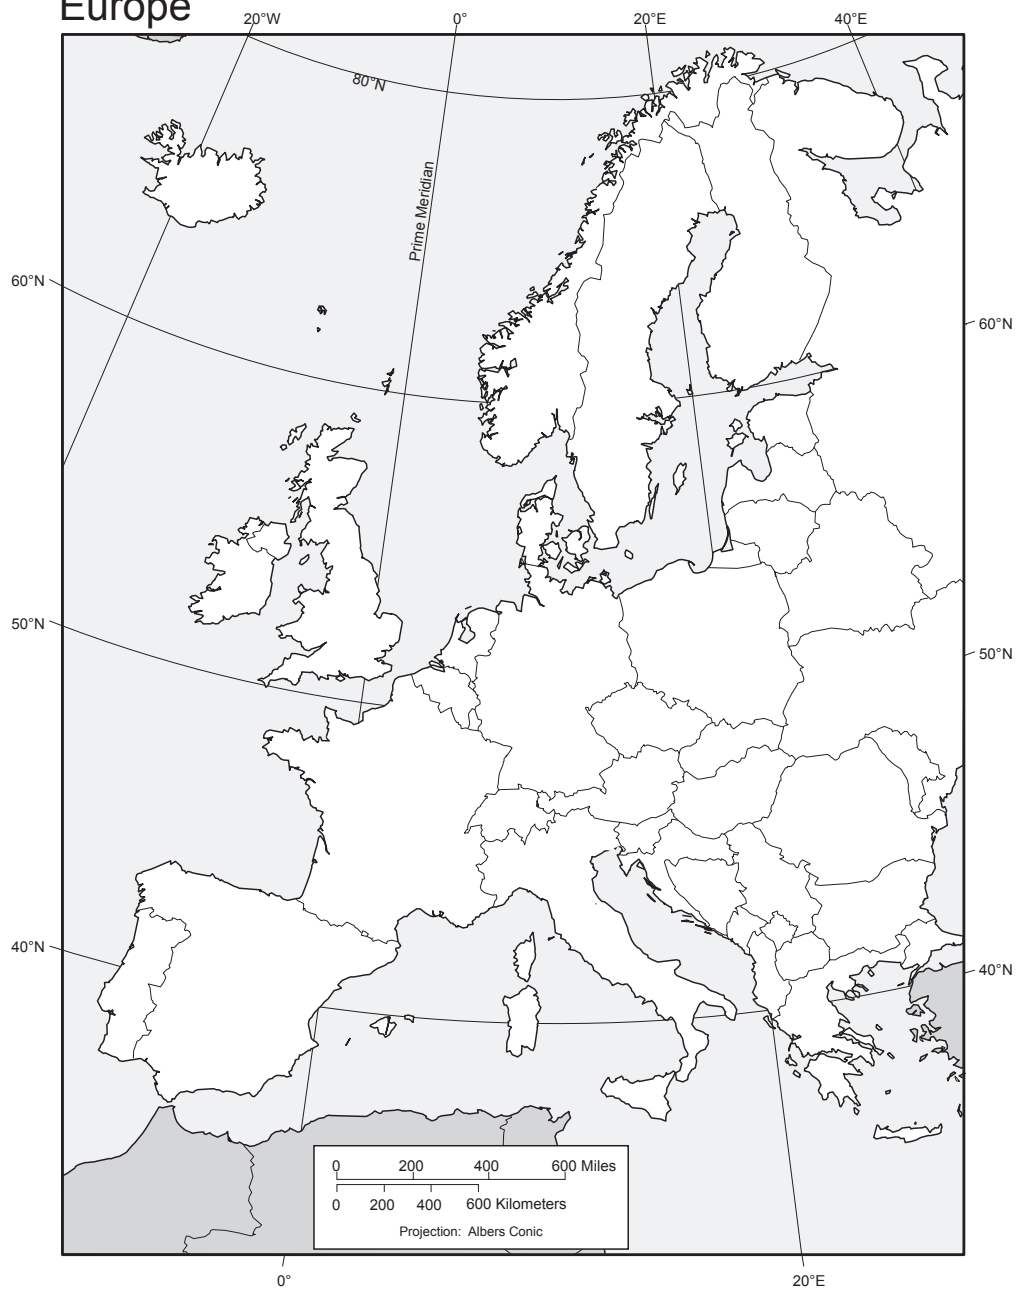 Europe
20°W 0° 20°E 40°E
80°N
Prime Meridian
60°N
60°N
50°N
50°N
40°N
40°N
0 200 400 600 Miles
0 200 400 600 Kilometers
Projection: Albers Conic
0° 20°E